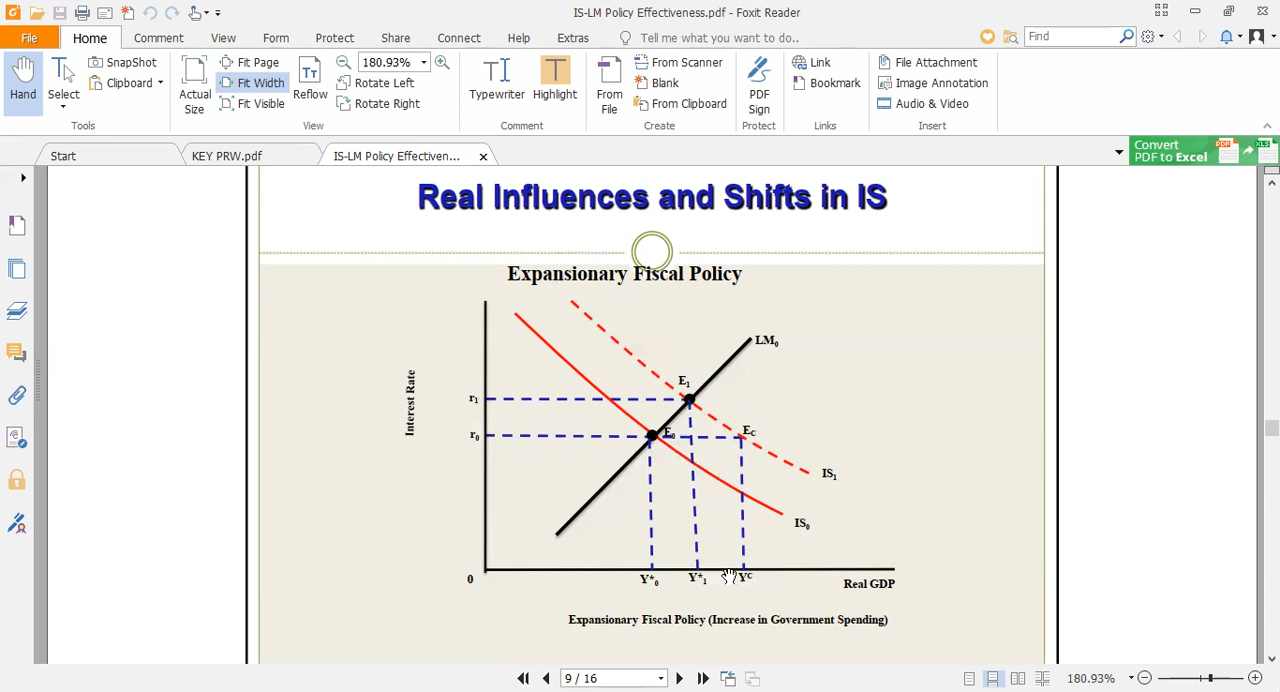 IS-LM Policy Effectiveness.pdf - Foxit Reader
File Home Comment View Form Protect Share Connect Help Extras Tell me what you want to do.. Find
Hand
Select
SnapShot
Clipboard
Tools
Actual Size
Fit Page
Fit Width
Fit Visible
Reflow
180.93%
Rotate Left
Rotate Right
View
Typewriter
Highlight
Comment
From File
From Scanner
Blank
From Clipboard
Create
PDF Sign
Protect
Link
Bookmark
Links
File Attachment
Image Annotation
Audio & Video
Insert
Start KEY PRW.pdf IS-LM Policy Effectiven...
Convert
PDF to Excel
Real Influences and Shifts in IS
Expansionary Fiscal Policy
LM0
E1
r1
Interest Rate
r0
E0
EC
IS1
IS0
0
Y*0 Y*1 YC
Real GDP
Expansionary Fiscal Policy (Increase in Government Spending)
9 / 16
180.93%